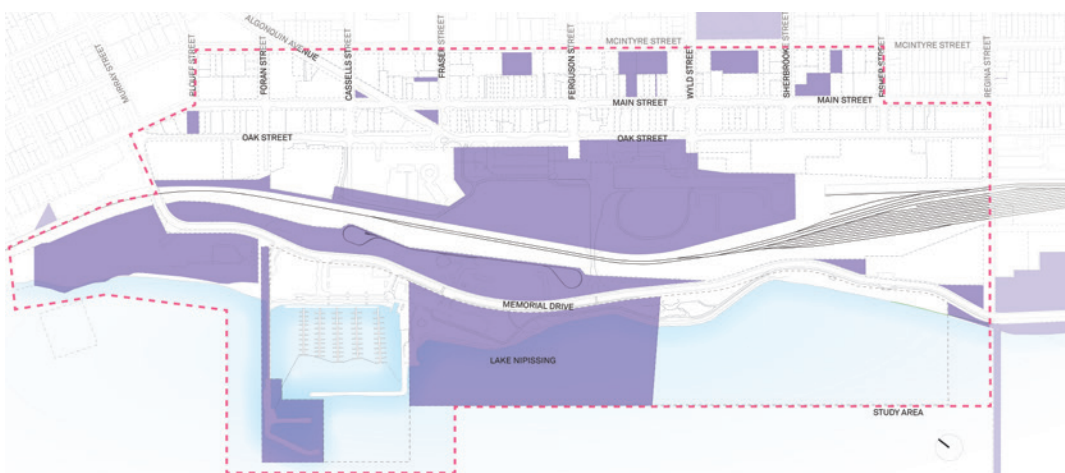 MURRAY STREET
ALGONQUIN AVENUE
FORAN STREET
CASSELLS STREET
FRASER STREET
FERGUSON STREET
MCINTYRE STREET
WYLD STREET
SHERBROOKE STREET
FISHER STREET
MCINTYRE STREET
REGINA STREET
MAIN STREET
MAIN STREET
OAK STREET
OAK STREET
MEMORIAL DRIVE
LAKE NIPISSING
STUDY AREA